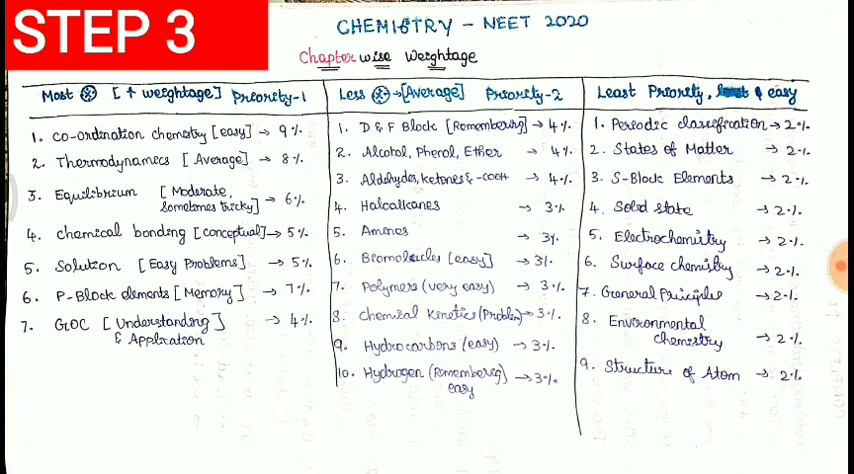 STEP 3
CHEMISTRY - NEET 2020
Chapter wise Weightage
Most ⊛ [↑ weightage] Priority-1
1. Co-ordination chemistry [easy] → 9%
2. Thermodynamics [Average] → 8%
3. Equilibrium [Moderate,
sometimes tricky] → 6%
4. Chemical bonding [conceptual] → 5%
5. Solution [Easy Problems] → 5%
6. P-Block elements [Memory] → 7%
7. GOC [Understanding] → 4%
& Application
Less ⊛ → [Average] Priority-2
1. D & F Block [Remembering] → 4%
2. Alcohol, Phenol, Ether → 4%
3. Aldehydes, ketones & -COOH → 4%
4. Haloalkanes → 3%
5. Amines → 3%
6. Biomolecules [easy] → 3%
7. Polymers (very easy) → 3%
8. Chemical Kinetics (Problem) → 3%
9. Hydrocarbons (easy) → 3%
10. Hydrogen (Remembering) → 3%
easy
Least Priority, & easy
1. Periodic classification → 2%
2. States of Matter → 2%
3. S-Block Elements → 2%
4. Solid state → 2%
5. Electrochemistry → 2%
6. Surface chemistry → 2%
7. General Principles → 2%
8. Environmental
chemistry → 2%
9. Structure of Atom → 2%